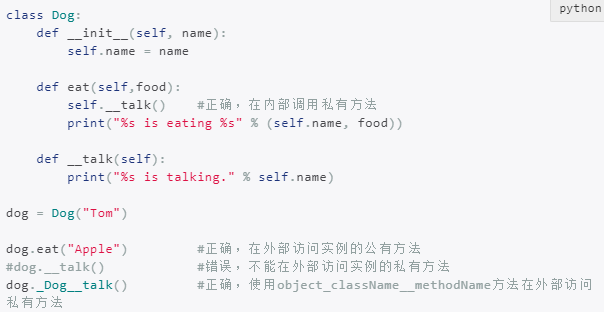 python
class Dog:
    def __init__(self, name):
        self.name = name

    def eat(self,food):
        self.__talk()    #正确，在内部调用私有方法
        print("%s is eating %s" % (self.name, food))

    def __talk(self):
        print("%s is talking." % self.name)

dog = Dog("Tom")

dog.eat("Apple")         #正确，在外部访问实例的公有方法
#dog.__talk()            #错误，不能在外部访问实例的私有方法
dog._Dog__talk()         #正确，使用object_className__methodName方法在外部访问
私有方法